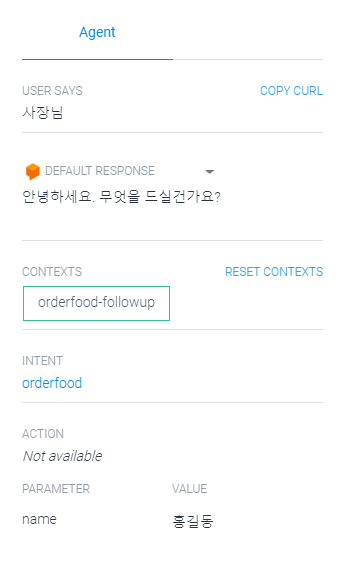 Agent
USER SAYS COPY CURL
사장님
DEFAULT RESPONSE
안녕하세요. 무엇을 드실건가요?
CONTEXTS RESET CONTEXTS
orderfood-followup
INTENT
orderfood
ACTION
Not available
PARAMETER VALUE
name 홍길동